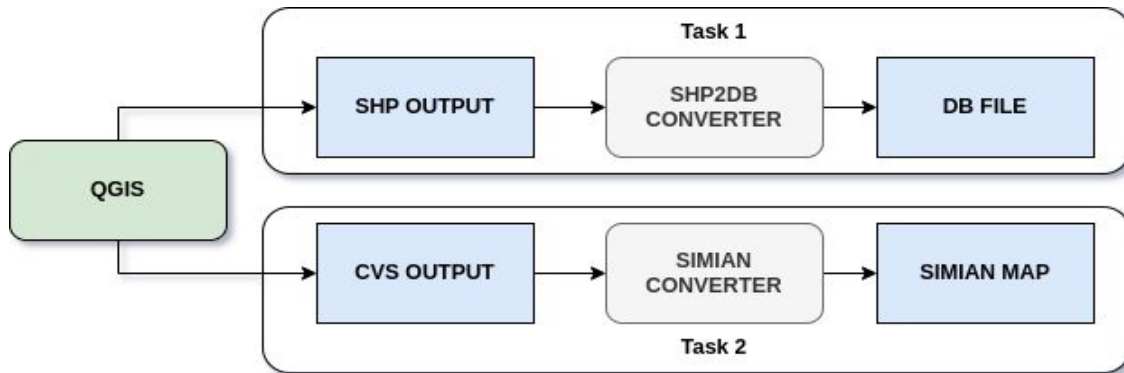 Task 1
SHP OUTPUT
SHP2DB
CONVERTER
DB FILE
QGIS
CVS OUTPUT
SIMIAN
CONVERTER
SIMIAN MAP
Task 2